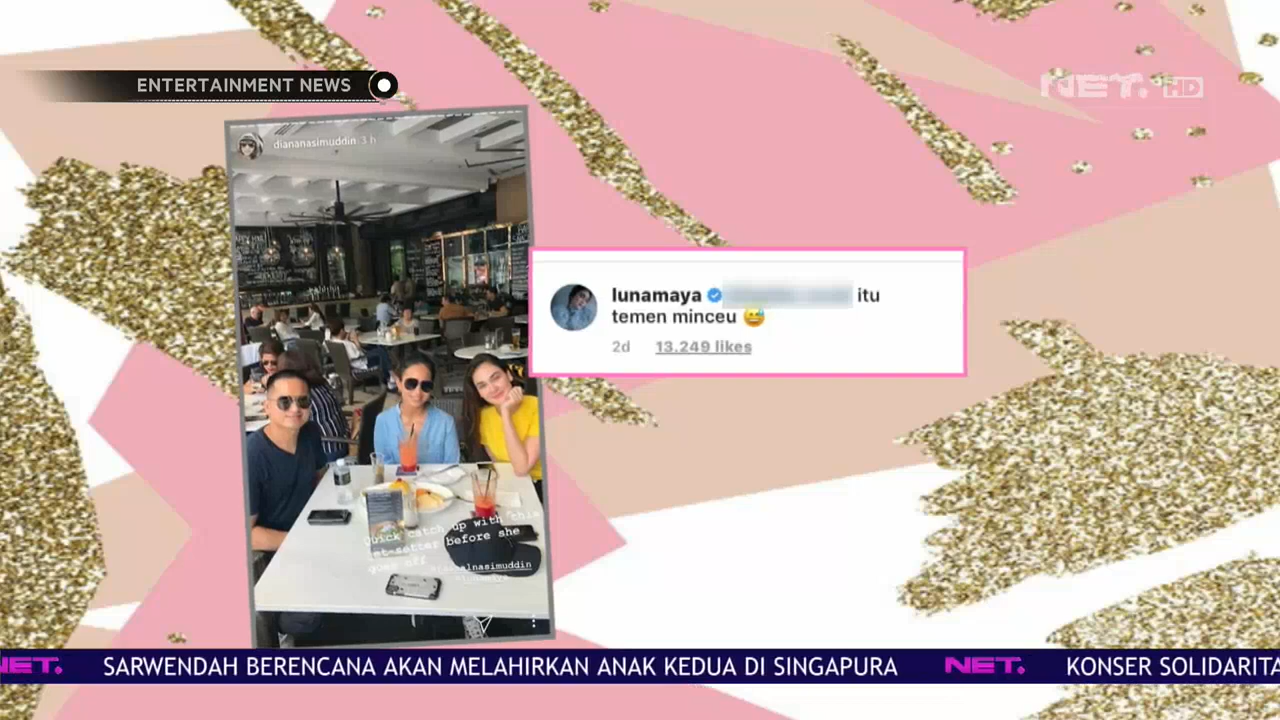 ENTERTAINMENT NEWS
NET. HD
diananasimuddin 3 h
lunamaya itu
temen minceu 😅
2d 13.249 likes
Quick catch up with this
jet-setter before she
goes off
NET. SARWENDAH BERENCANA AKAN MELAHIRKAN ANAK KEDUA DI SINGAPURA NET. KONSER SOLIDARITA